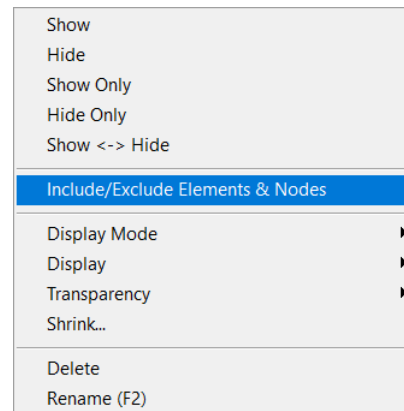 Show
Hide
Show Only
Hide Only
Show <-> Hide
Include/Exclude Elements & Nodes
Display Mode
Display
Transparency
Shrink...
Delete
Rename (F2)